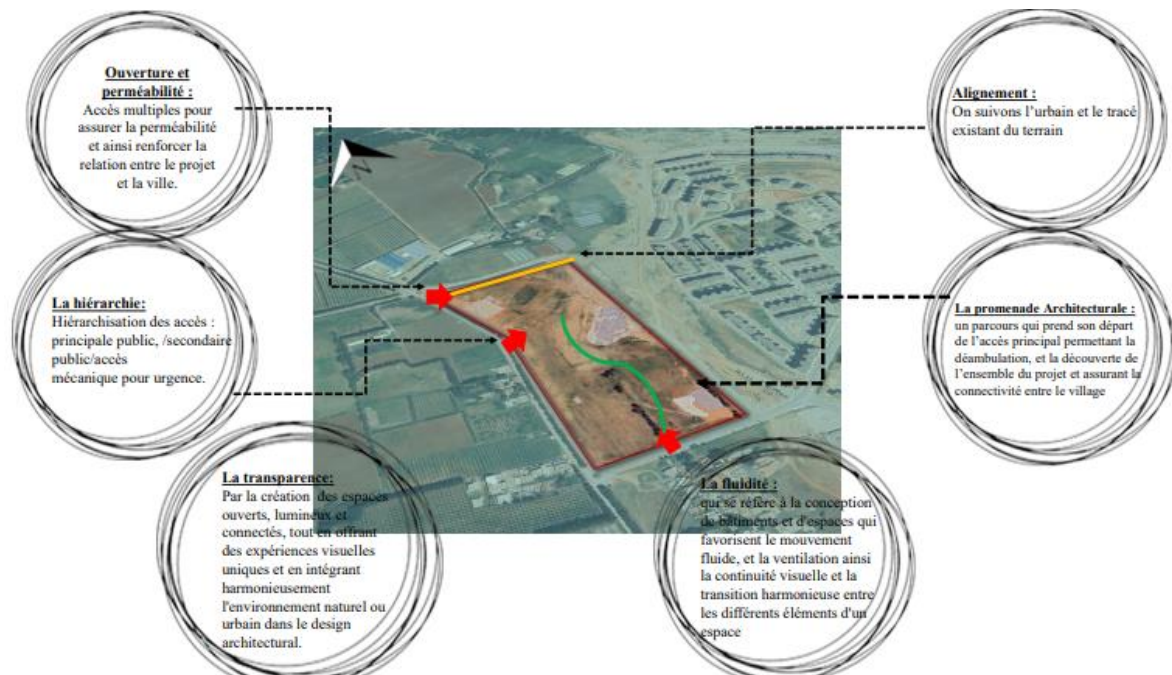 Ouverture et
perméabilité :
Accès multiples pour
assurer la perméabilité
et ainsi renforcer la
relation entre le projet
et la ville.
Alignement :
On suivons l'urbain et le tracé
existant du terrain
N
La hiérarchie:
Hiérarchisation des accès :
principale public, /secondaire
public/accès
mécanique pour urgence.
La promenade Architecturale :
un parcours qui prend son départ
de l'accès principal permettant la
déambulation, et la découverte de
l'ensemble du projet et assurant la
connectivité entre le village
La transparence:
Par la création des espaces
ouverts, lumineux et
connectés, tout en offrant
des expériences visuelles
uniques et en intégrant
harmonieusement
l'environnement naturel ou
urbain dans le design
architectural.
La fluidité :
qui se réfère à la conception
de bâtiments et d'espaces qui
favorisent le mouvement
fluide, et la ventilation ainsi
la continuité visuelle et la
transition harmonieuse entre
les différents éléments d'un
espace